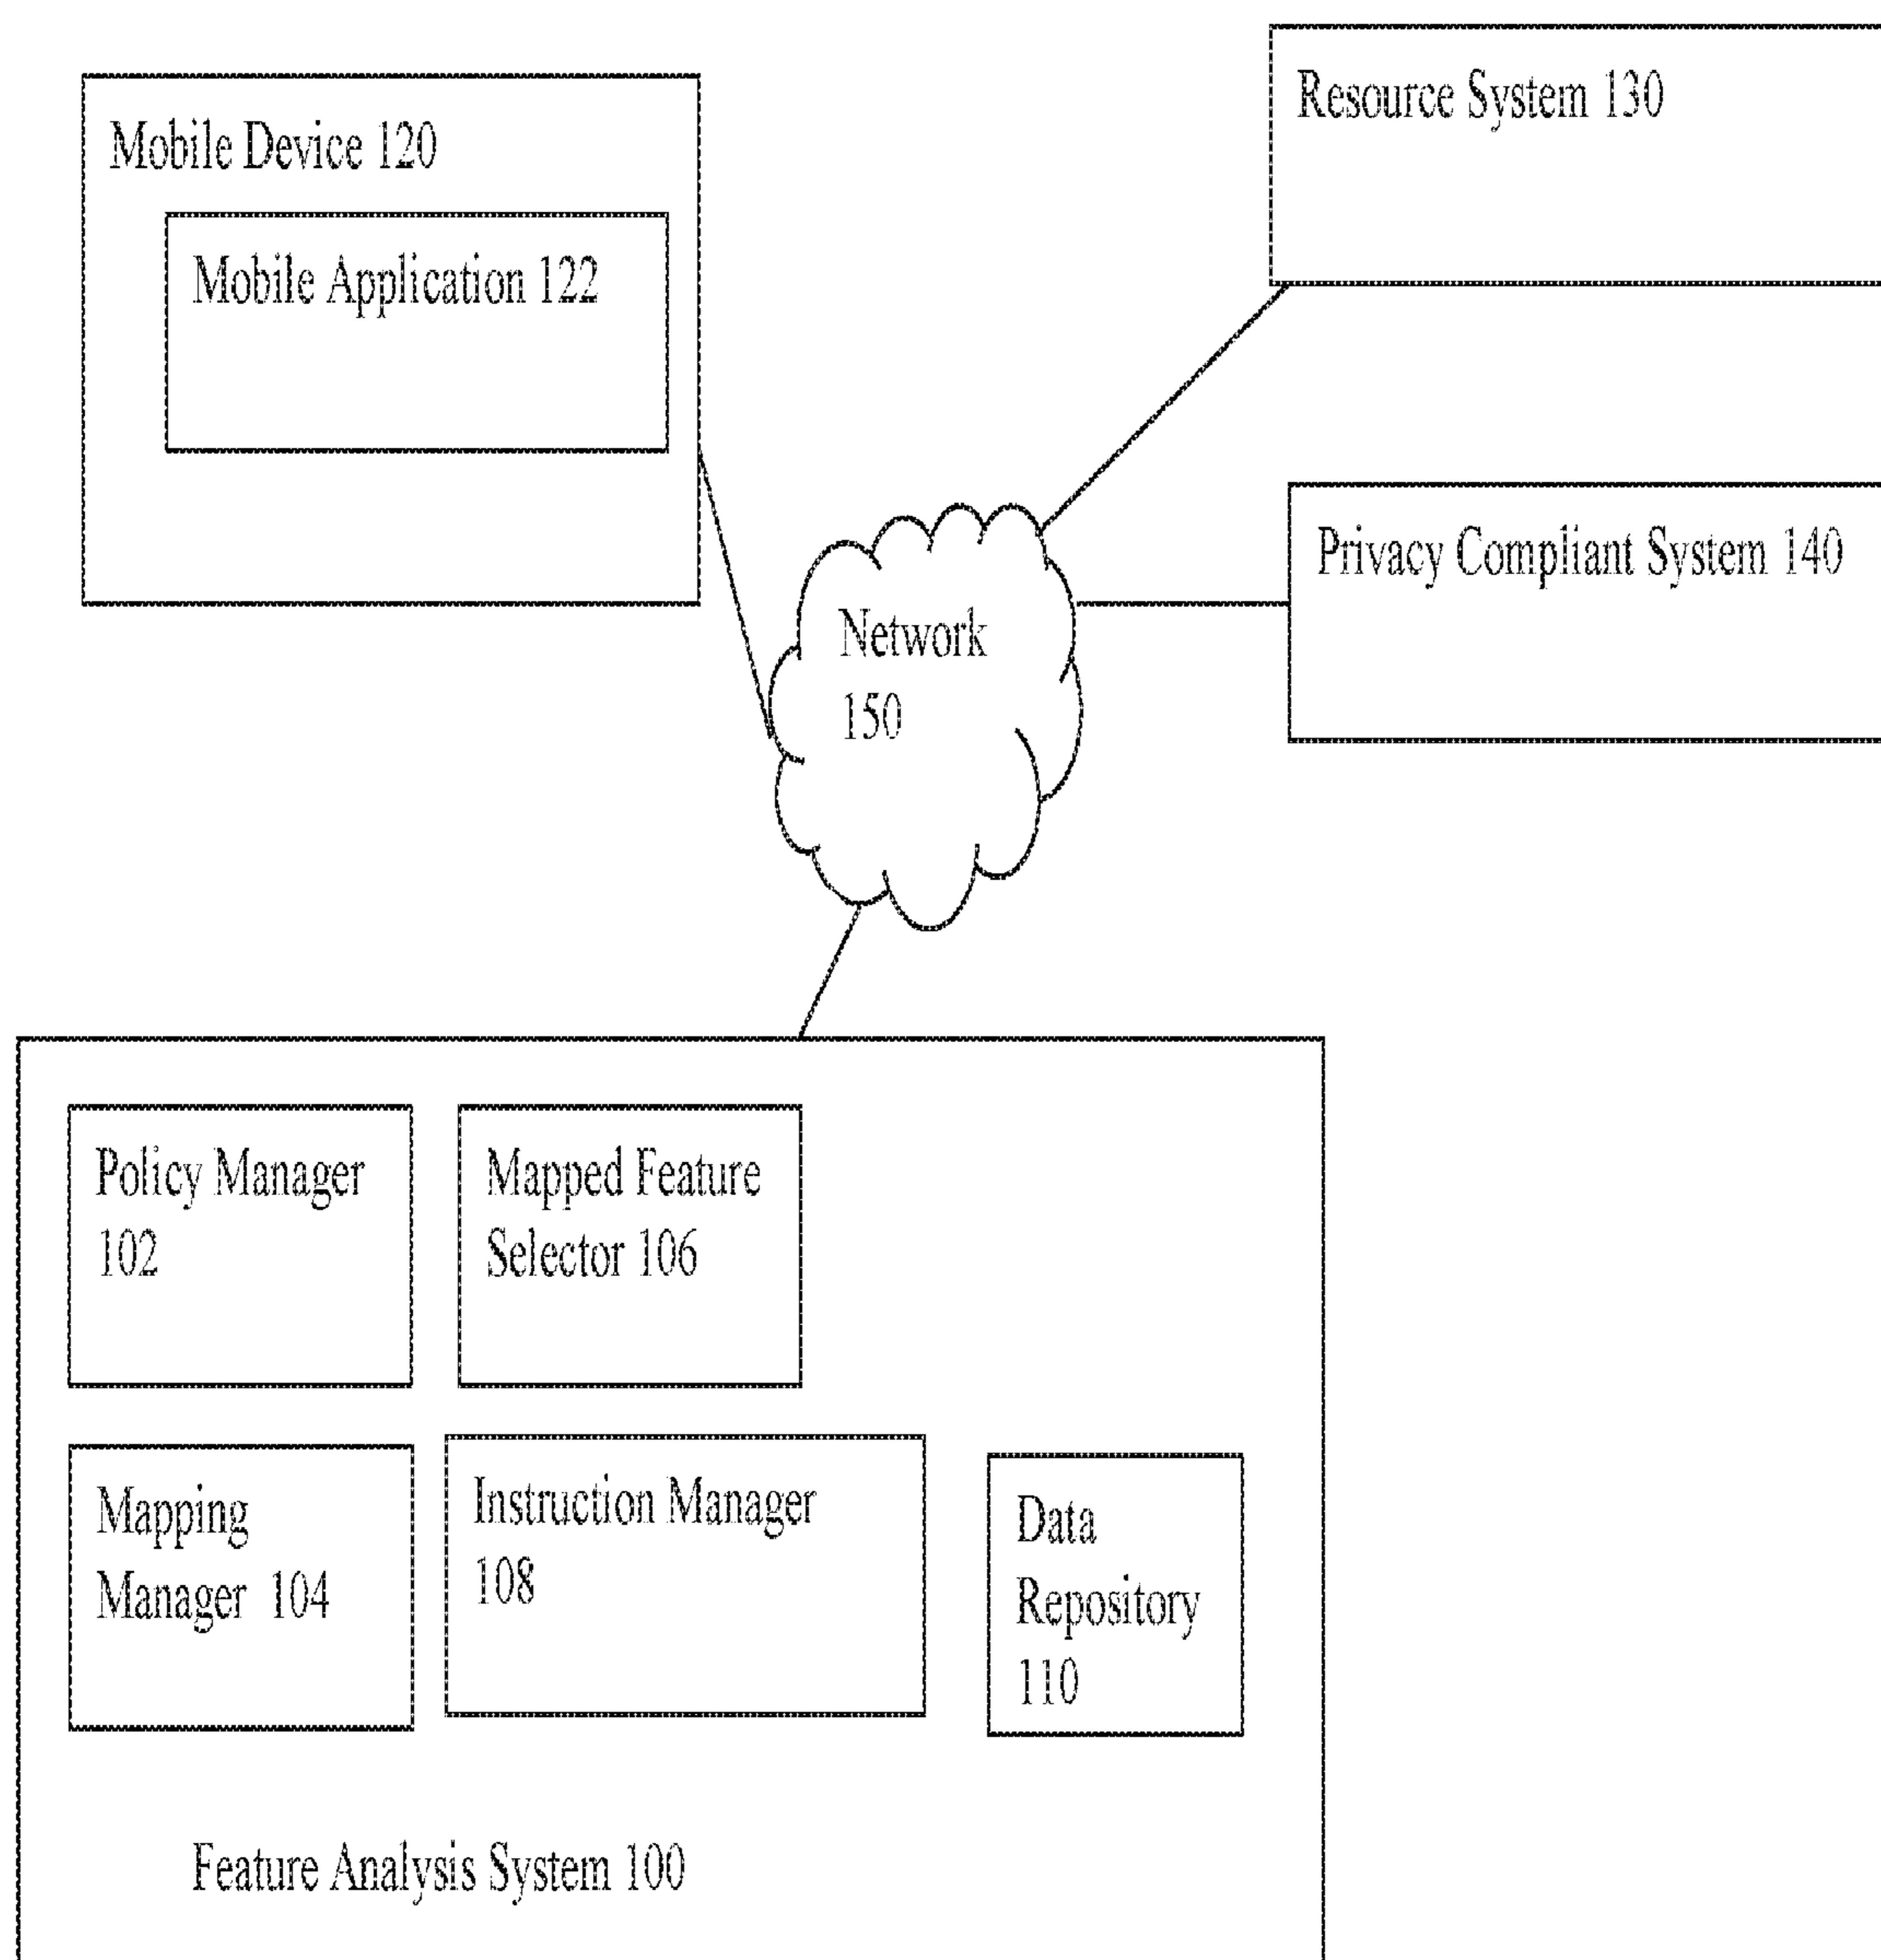 Mobile Device 120
Mobile Application 122
Resource System 130
Privacy Compliant System 140
Network
150
Policy Manager
102
Mapped Feature
Selector 106
Mapping
Manager 104
Instruction Manager
108
Data
Repository
110
Feature Analysis System 100